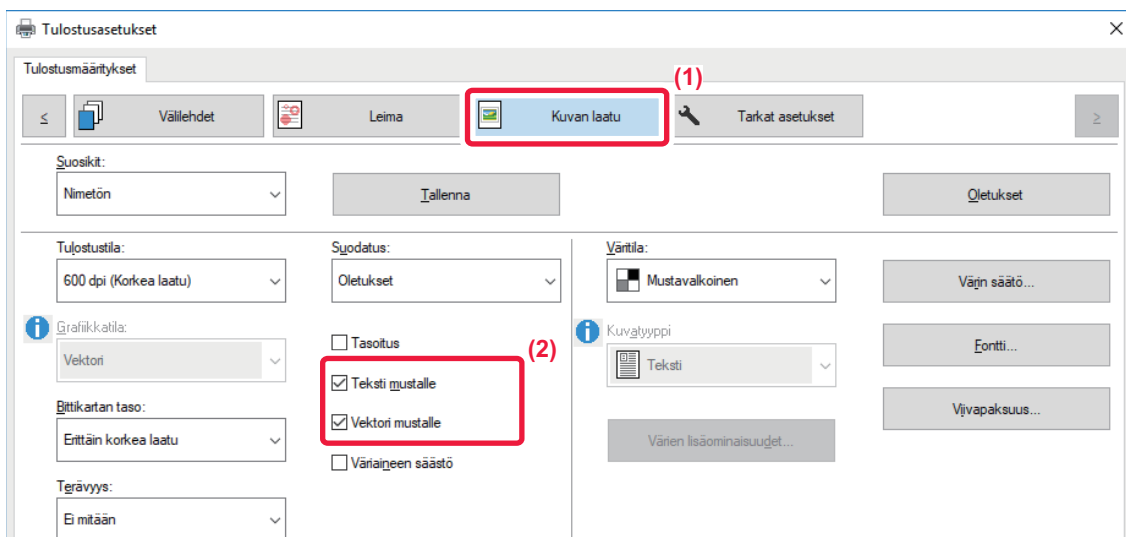 Tulostusasetukset
Tulostusmääritykset
(1)
<
Välilehdet
Leima
Kuvan laatu
Tarkat asetukset
>
Suosikit:
Nimetön
Tallenna
Oletukset
Tulostustila:
Suodatus:
Väritila:
600 dpi (Korkea laatu)
Oletukset
Mustavalkoinen
Värin säätö...
Grafiikkatila:
Vektori
Tasoitus
(2)
Kuvatyyppi
Teksti
Fontti...
Teksti mustalle
Bittikartan taso:
Vektori mustalle
Viivapaksuus...
Erittäin korkea laatu
Värien lisäominaisuudet...
Väriaineen säästö
Terävyys:
Ei mitään